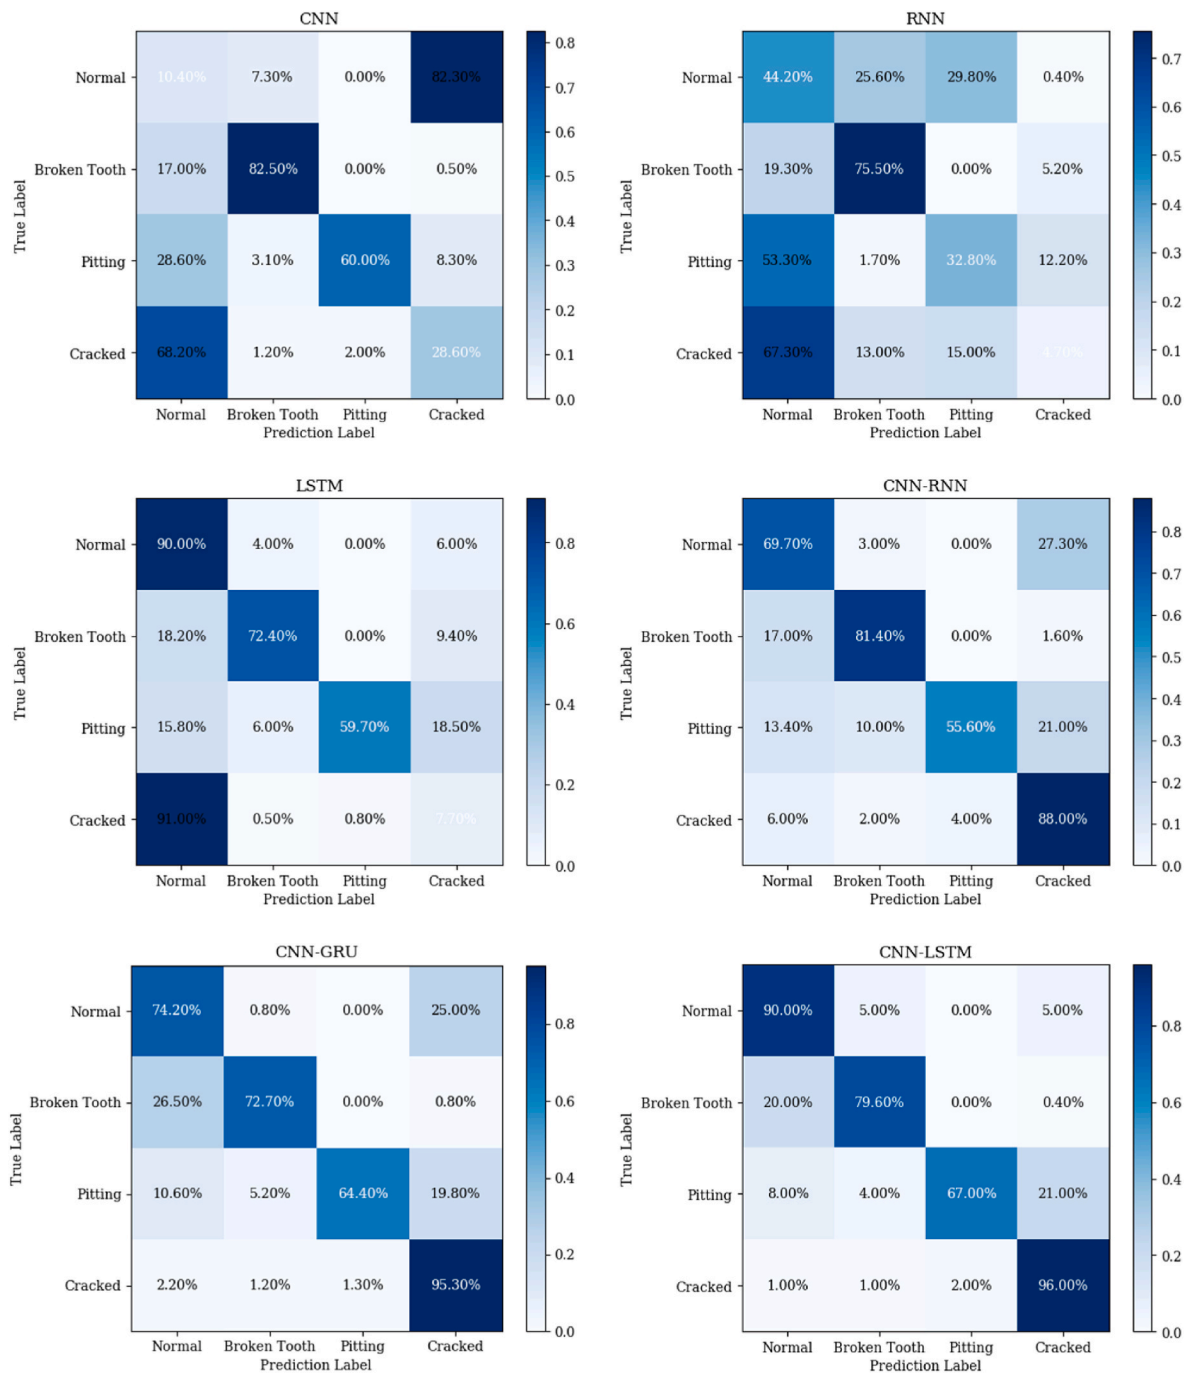 CNN
Normal 10.40% 7.30% 0.00% 82.30%
Broken Tooth 17.00% 82.50% 0.00% 0.50%
Pitting 28.60% 3.10% 60.00% 8.30%
Cracked 68.20% 1.20% 2.00% 28.60%
Normal Broken Tooth Pitting Cracked
Prediction Label
True Label
0.8
0.7
0.6
0.5
0.4
0.3
0.2
0.1
0.0
RNN
Normal 44.20% 25.60% 29.80% 0.40%
Broken Tooth 19.30% 75.50% 0.00% 5.20%
Pitting 53.30% 1.70% 32.80% 12.20%
Cracked 67.30% 13.00% 15.00% 4.70%
Normal Broken Tooth Pitting Cracked
Prediction Label
True Label
0.7
0.6
0.5
0.4
0.3
0.2
0.1
0.0
LSTM
Normal 90.00% 4.00% 0.00% 6.00%
Broken Tooth 18.20% 72.40% 0.00% 9.40%
Pitting 15.80% 6.00% 59.70% 18.50%
Cracked 91.00% 0.50% 0.80% 7.70%
Normal Broken Tooth Pitting Cracked
Prediction Label
True Label
0.8
0.6
0.4
0.2
0.0
CNN-RNN
Normal 69.70% 3.00% 0.00% 27.30%
Broken Tooth 17.00% 81.40% 0.00% 1.60%
Pitting 13.40% 10.00% 55.60% 21.00%
Cracked 6.00% 2.00% 4.00% 88.00%
Normal Broken Tooth Pitting Cracked
Prediction Label
True Label
0.8
0.7
0.6
0.5
0.4
0.3
0.2
0.1
0.0
CNN-GRU
Normal 74.20% 0.80% 0.00% 25.00%
Broken Tooth 26.50% 72.70% 0.00% 0.80%
Pitting 10.60% 5.20% 64.40% 19.80%
Cracked 2.20% 1.20% 1.30% 95.30%
Normal Broken Tooth Pitting Cracked
Prediction Label
True Label
0.8
0.6
0.4
0.2
0.0
CNN-LSTM
Normal 90.00% 5.00% 0.00% 5.00%
Broken Tooth 20.00% 79.60% 0.00% 0.40%
Pitting 8.00% 4.00% 67.00% 21.00%
Cracked 1.00% 1.00% 2.00% 96.00%
Normal Broken Tooth Pitting Cracked
Prediction Label
True Label
0.8
0.6
0.4
0.2
0.0